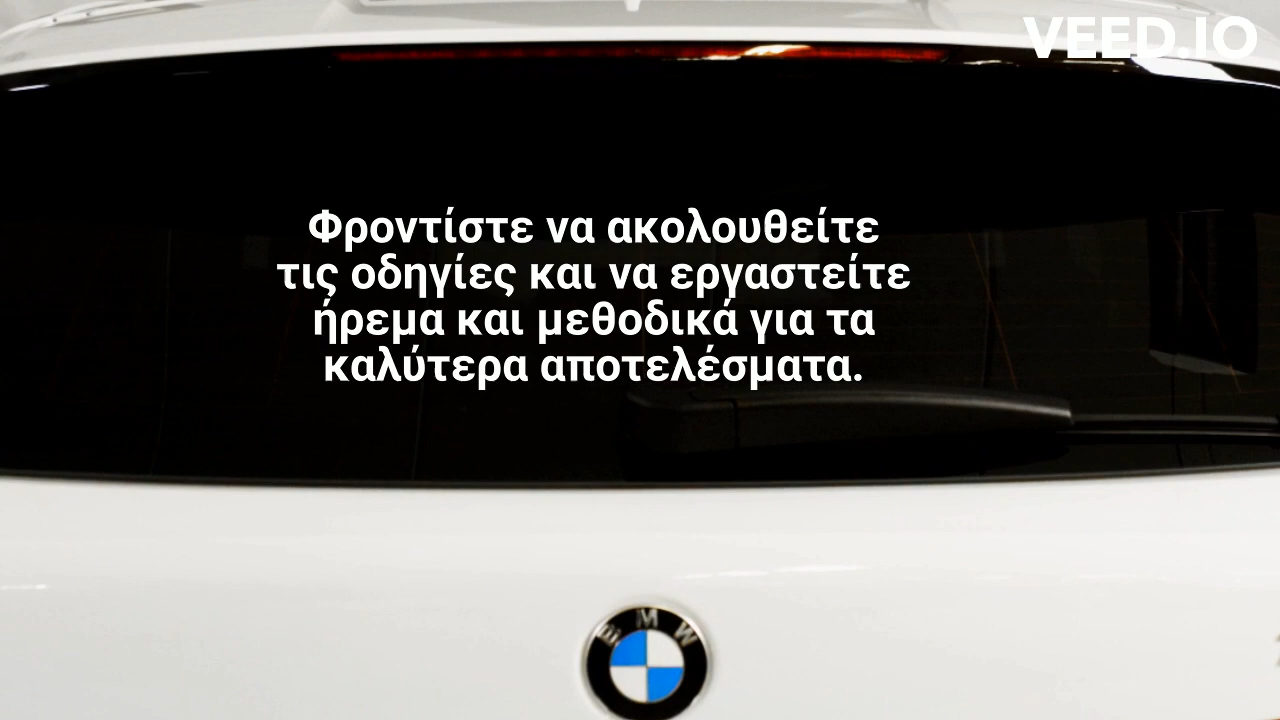 VEED.IO
Φροντίστε να ακολουθείτε
τις οδηγίες και να εργαστείτε
ήρεμα και μεθοδικά για τα
καλύτερα αποτελέσματα.
BMW